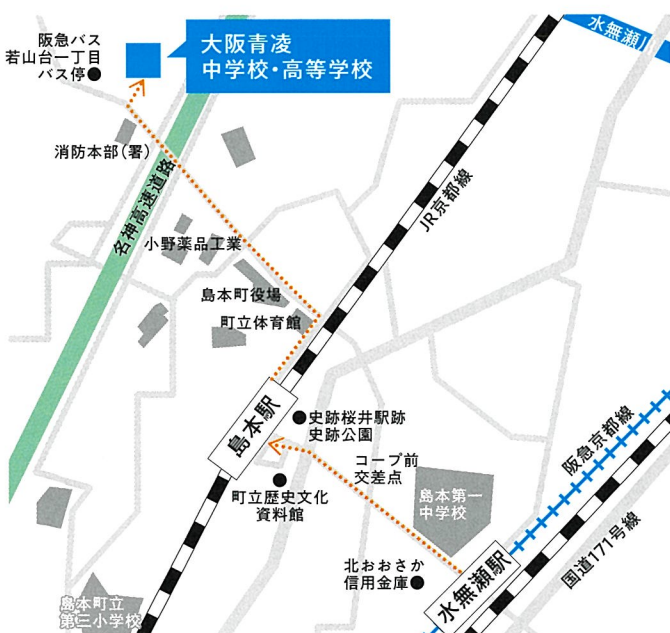 阪急バス
若山台一丁目
バス停●
大阪青凌
中学校・高等学校
水無瀬川
消防本部(署)
名神高速道路
JR京都線
小野薬品工業
島本町役場
町立体育館
島本駅
●史跡桜井駅跡
史跡公園
コープ前
交差点
阪急京都線
町立歴史文化
資料館
島本第一
中学校
国道171号線
北おおさか
信用金庫●
水無瀬駅
島本町立
第三小学校